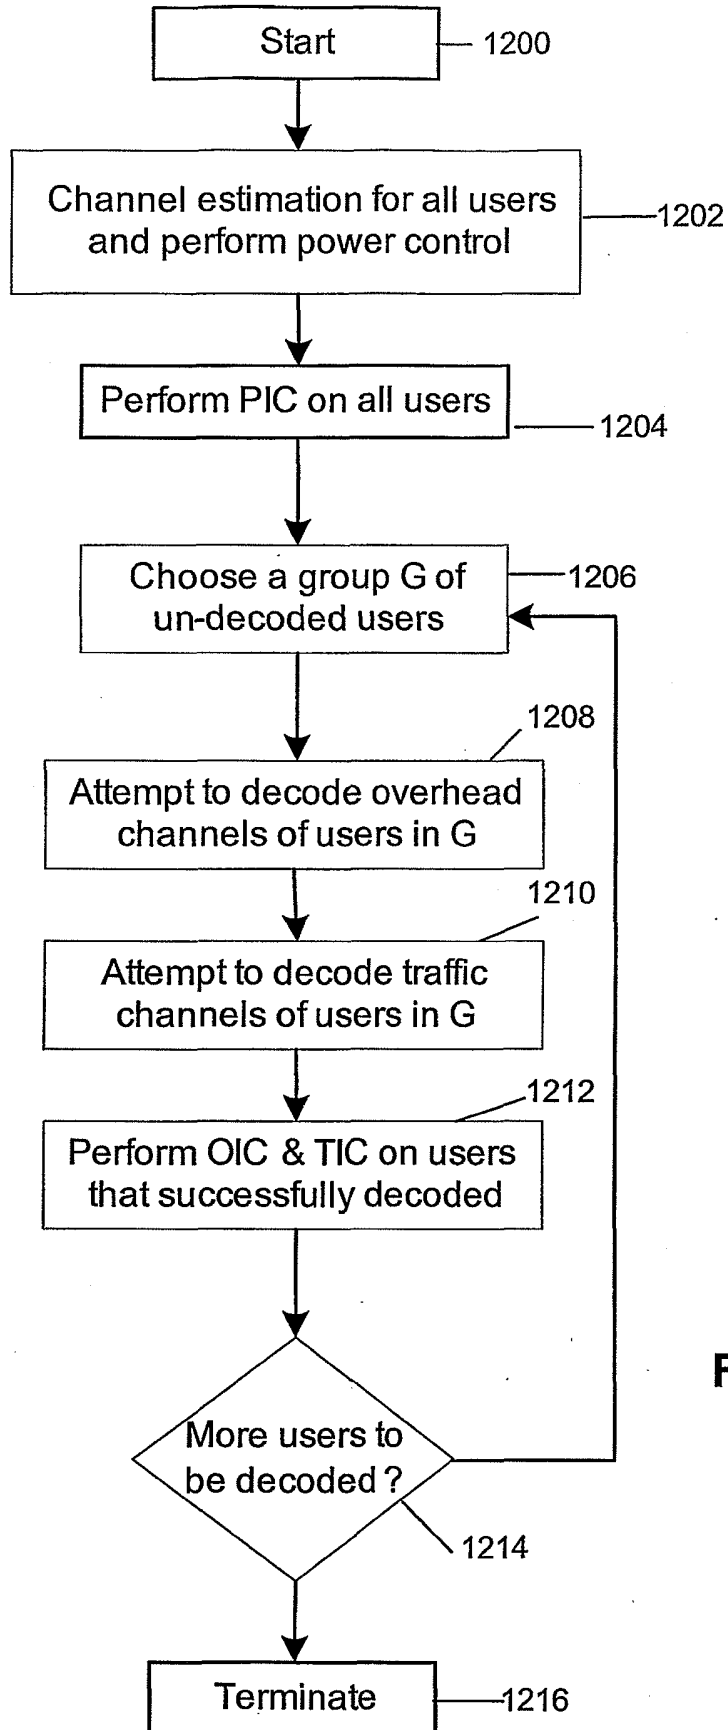 Start
1200
Channel estimation for all users
and perform power control
1202
Perform PIC on all users
1204
Choose a group G of
un-decoded users
1206
1208
Attempt to decode overhead
channels of users in G
1210
Attempt to decode traffic
channels of users in G
1212
Perform OIC & TIC on users
that successfully decoded
More users to
be decoded ?
1214
Terminate
1216